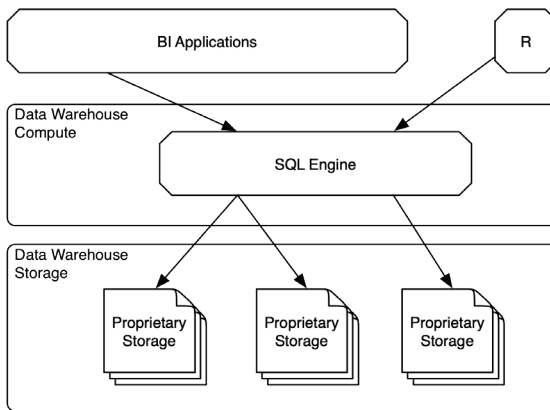 BI Applications
R
Data Warehouse
Compute
SQL Engine
Data Warehouse
Storage
Proprietary
Storage
Proprietary
Storage
Proprietary
Storage